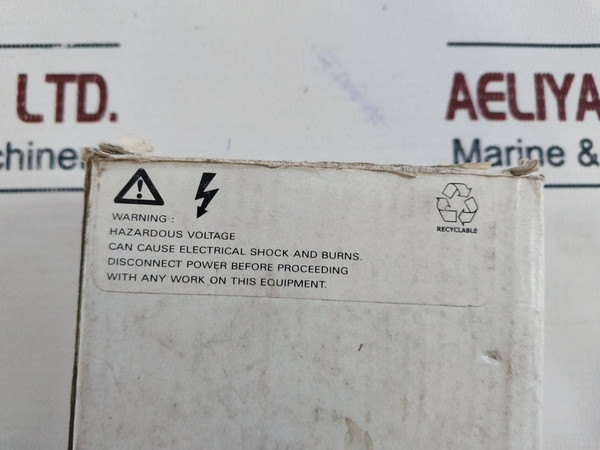 LTD.
AELIYA
chine
Marine &
WARNING :
HAZARDOUS VOLTAGE
CAN CAUSE ELECTRICAL SHOCK AND BURNS.
DISCONNECT POWER BEFORE PROCEEDING
WITH ANY WORK ON THIS EQUIPMENT.
RECYCLABLE